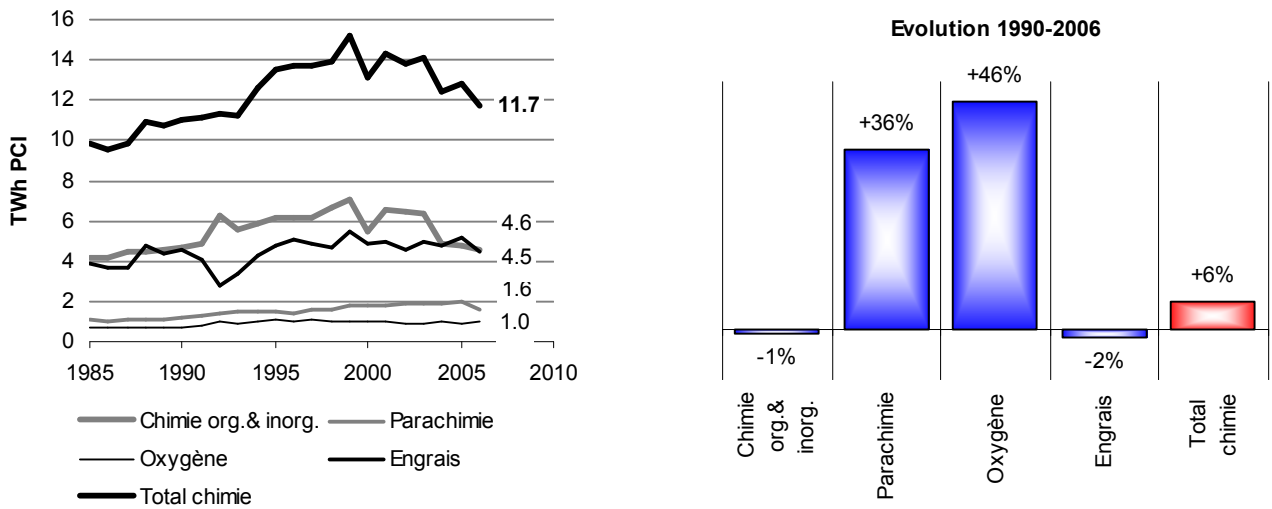 16
14
12
10
8
6
4
2
0
TWh PCI
11.7
4.6
4.5
1.6
1.0
1985 1990 1995 2000 2005 2010
Chimie org.& inorg. Parachimie
Oxygène Engrais
Total chimie
Evolution 1990-2006
-1%
+36%
+46%
-2%
+6%
Chimie
org.&
inorg.
Parachimie
Oxygène
Engrais
Total
chimie